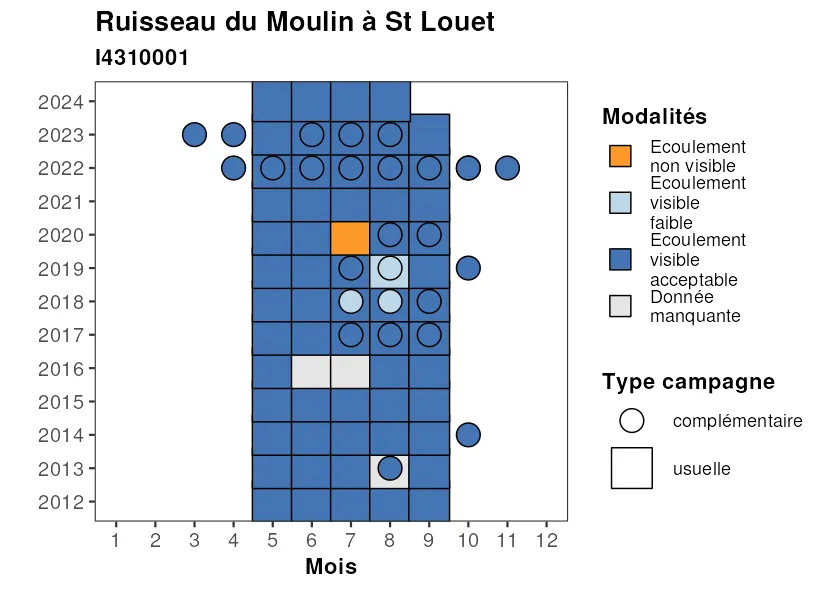 Ruisseau du Moulin à St Louet
I4310001
2024
2023
2022
2021
2020
2019
2018
2017
2016
2015
2014
2013
2012
1 2 3 4 5 6 7 8 9 10 11 12
Mois
Modalités
Ecoulement
non visible
Ecoulement
visible
faible
Ecoulement
visible
acceptable
Donnée
manquante
Type campagne
complémentaire
usuelle